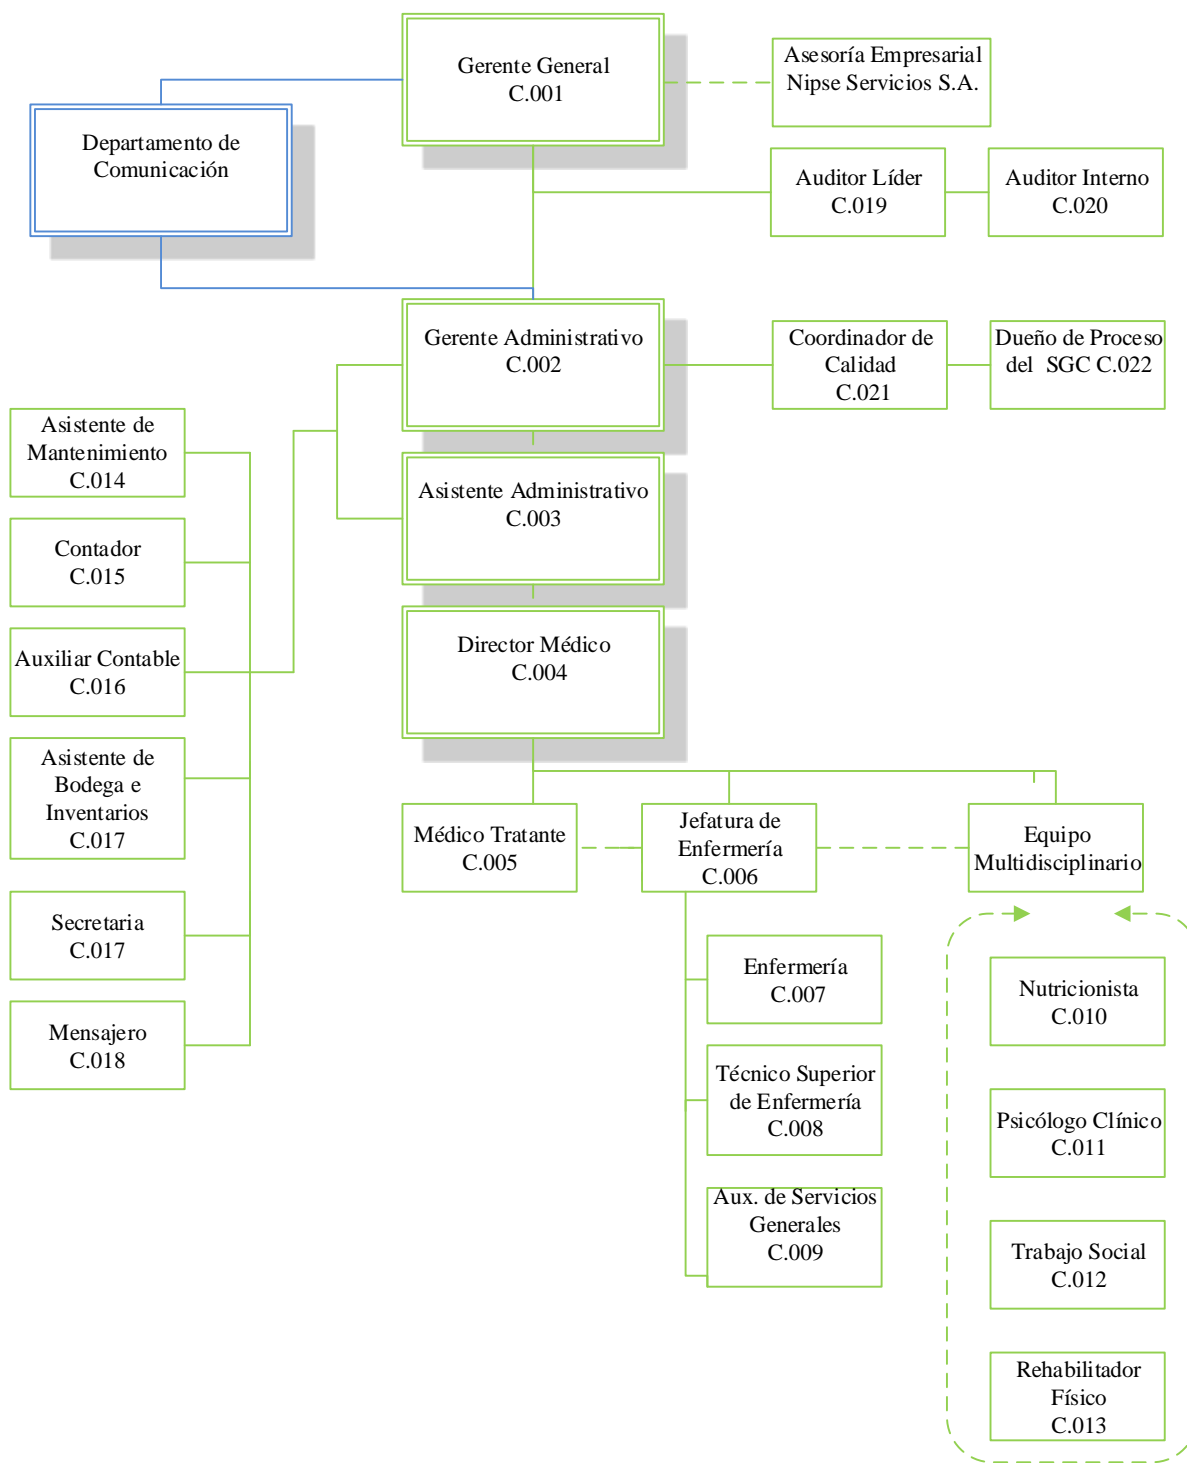 Gerente General
C.001
Asesoría Empresarial
Nipse Servicios S.A.
Departamento de
Comunicación
Auditor Líder
C.019
Auditor Interno
C.020
Gerente Administrativo
C.002
Coordinador de
Calidad
C.021
Dueño de Proceso
del SGC C.022
Asistente de
Mantenimiento
C.014
Asistente Administrativo
C.003
Contador
C.015
Director Médico
C.004
Auxiliar Contable
C.016
Asistente de
Bodega e
Inventarios
C.017
Médico Tratante
C.005
Jefatura de
Enfermería
C.006
Equipo
Multidisciplinario
Secretaria
C.017
Mensajero
C.018
Enfermería
C.007
Técnico Superior
de Enfermería
C.008
Aux. de Servicios
Generales
C.009
Nutricionista
C.010
Psicólogo Clínico
C.011
Trabajo Social
C.012
Rehabilitador
Físico
C.013